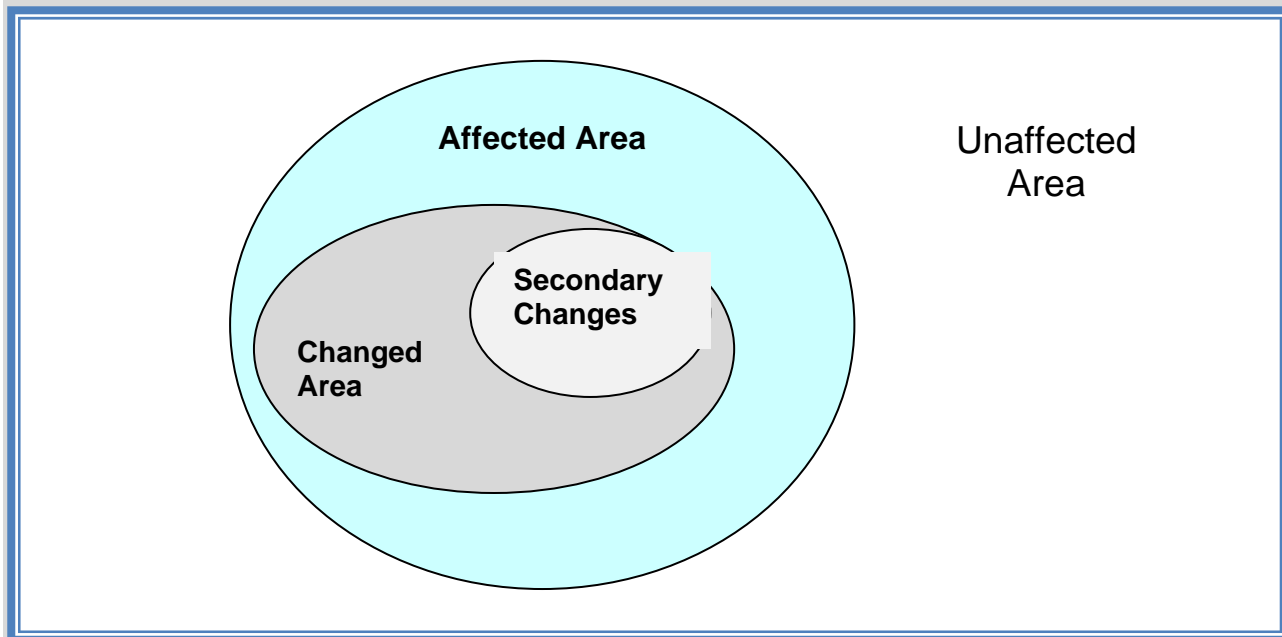 Affected Area
Unaffected
Area
Secondary
Changes
Changed
Area